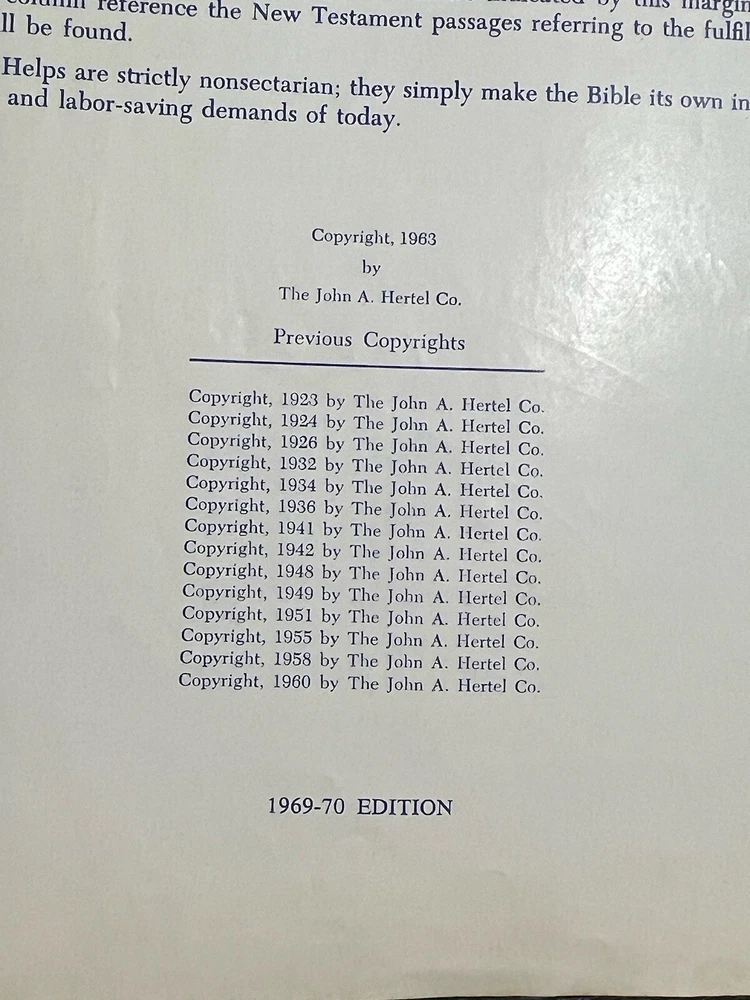 reference the New Testament passages referring to the
ll be found.
Helps are strictly nonsectarian; they simply make the Bible its own in
and labor-saving demands of today.
Copyright, 1963
by
The John A. Hertel Co.
Previous Copyrights
Copyright, 1923 by The John A. Hertel Co.
Copyright, 1924 by The John A. Hertel Co.
Copyright, 1926 by The John A. Hertel Co.
Copyright, 1932 by The John A. Hertel Co.
Copyright, 1934 by The John A. Hertel Co.
Copyright, 1936 by The John A. Hertel Co.
Copyright, 1941 by The John A. Hertel Co.
Copyright, 1942 by The John A. Hertel Co.
Copyright, 1948 by The John A. Hertel Co.
Copyright, 1949 by The John A. Hertel Co.
Copyright, 1951 by The John A. Hertel Co.
Copyright, 1955 by The John A. Hertel Co.
Copyright, 1958 by The John A. Hertel Co.
Copyright, 1960 by The John A. Hertel Co.
1969-70 EDITION